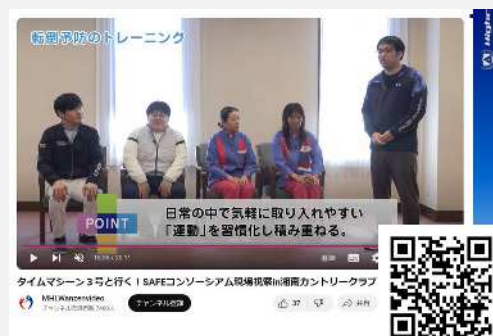 転倒予防のトレーニング
POINT
日常の中で気軽に取り入れやすい
「運動」を習慣化し積み重ねる。
タイムマシーン3号と行く！SAFEコンソーシアム現場視察in湘南カントリークラブ
MHLWanzenvideo
チャンネル登録
37
共有